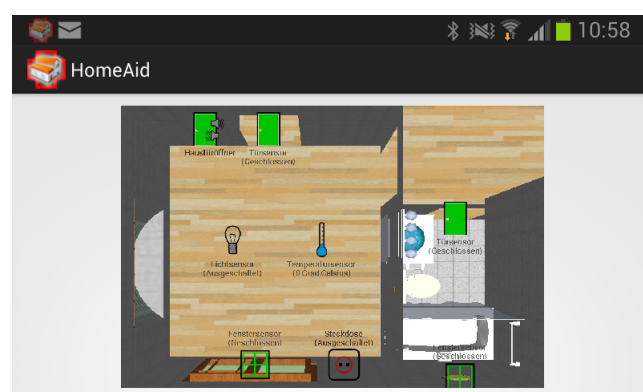 10:58
HomeAid
Haustüröffner
Türsensor
(Geschlossen)
Türsensor
(Geschlossen)
Lichtsensor
(Ausgeschaltet)
Temperatursensor
(0 Grad Celsius)
Fenstersensor
(Geschlossen)
Steckdose
(Ausgeschaltet)
Fenstersensor
(Geschlossen)